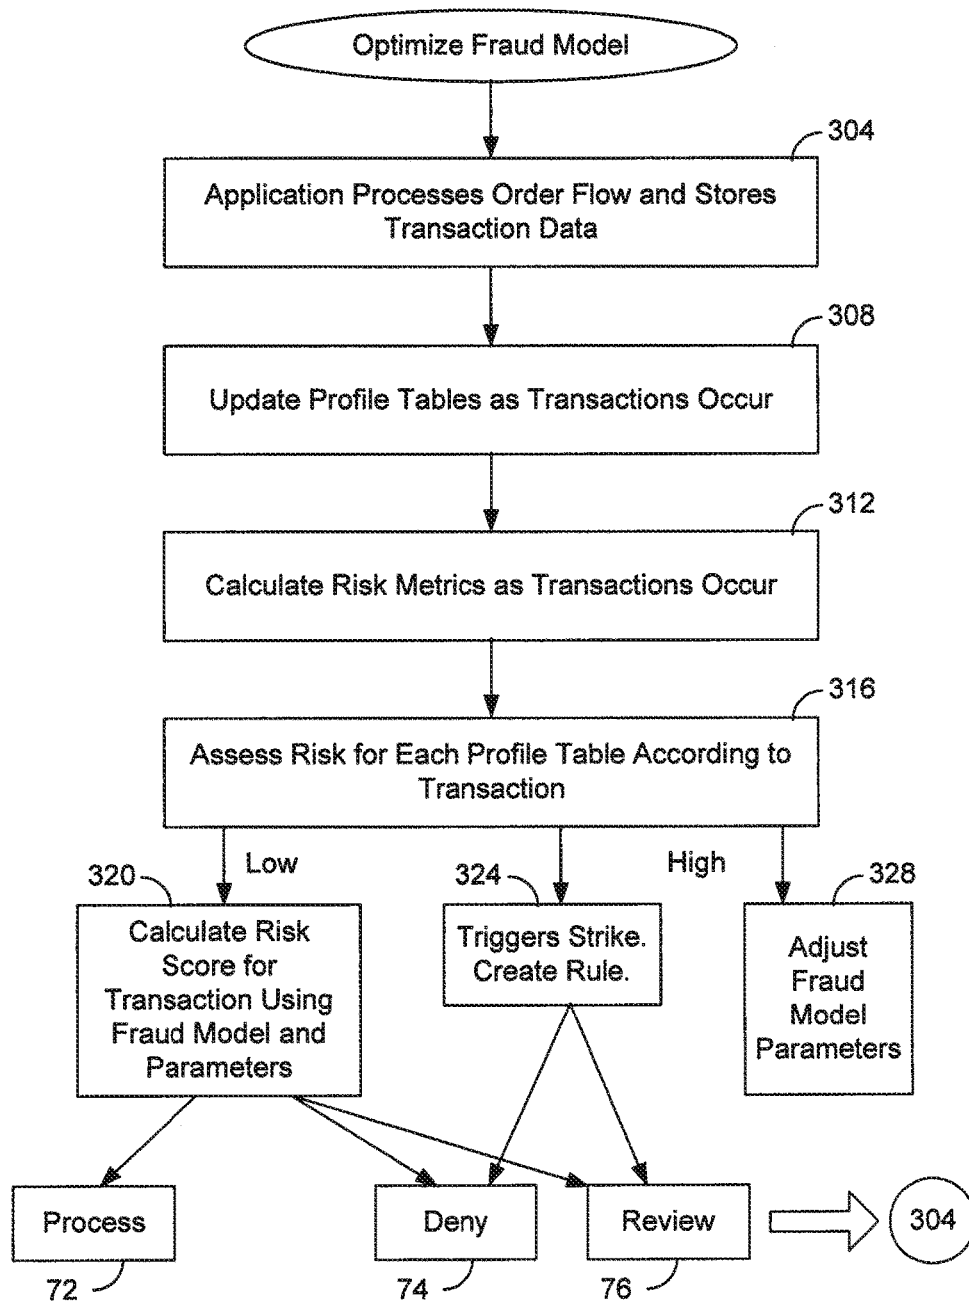 Optimize Fraud Model
304
Application Processes Order Flow and Stores
Transaction Data
308
Update Profile Tables as Transactions Occur
312
Calculate Risk Metrics as Transactions Occur
316
Assess Risk for Each Profile Table According to
Transaction
Low
High
320
324
328
Calculate Risk
Score for
Transaction Using
Fraud Model and
Parameters
Triggers Strike.
Create Rule.
Adjust
Fraud
Model
Parameters
Process
Deny
Review
304
72
74
76